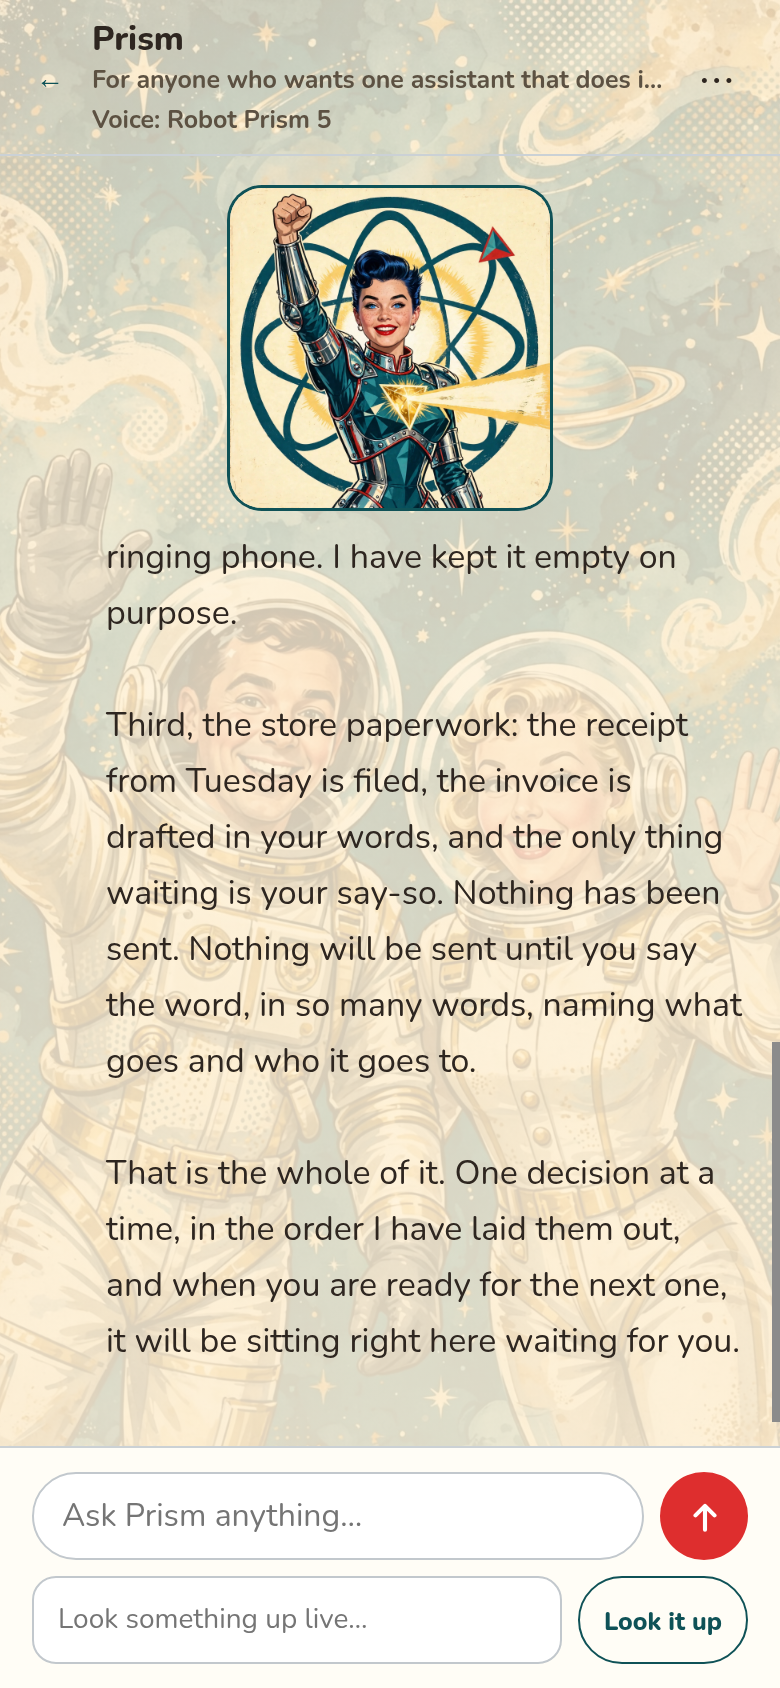 Prism
← For anyone who wants one assistant that does i... ...
Voice: Robot Prism 5
ringing phone. I have kept it empty on
purpose.
Third, the store paperwork: the receipt
from Tuesday is filed, the invoice is
drafted in your words, and the only thing
waiting is your say-so. Nothing has been
sent. Nothing will be sent until you say
the word, in so many words, naming what
goes and who it goes to.
That is the whole of it. One decision at a
time, in the order I have laid them out,
and when you are ready for the next one,
it will be sitting right here waiting for you.
Ask Prism anything...
Look something up live...
Look it up